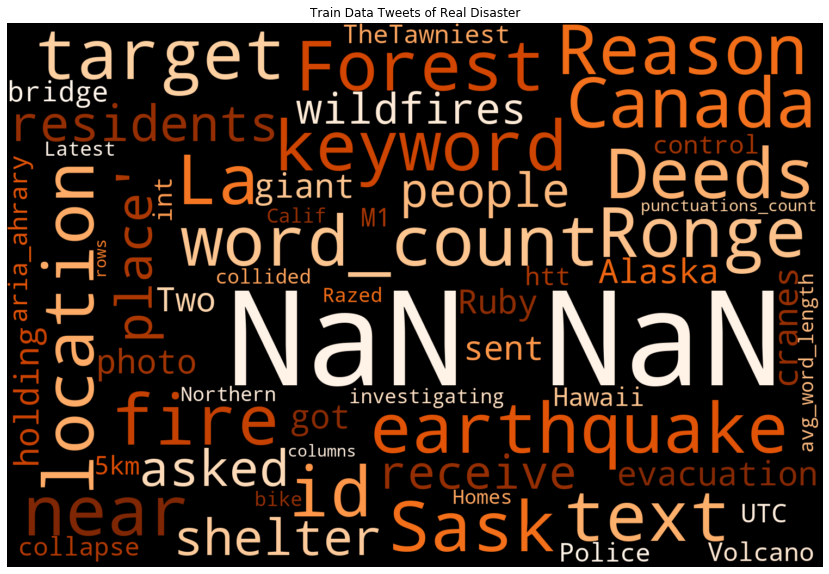 Train Data Tweets of Real Disaster
TheTawniest
target
Forest
Reason
bridge
wildfires
Canada
residents
Latest
keyword
control
La
giant
people
Deeds
int
punctuations_count
aria_ahrary
location
place'
Calif
M1
word_count
Ronge
rows
collided
htt
Alaska
Two
Razed
Ruby
cranes
avg_word_length
NaN NaN
holding
photo
sent
Northern
investigating
Hawaii
fire
got
earthquake
5km
asked
columns
receive
evacuation
near
bike
id
Homes
Sask
text
UTC
collapse
shelter
Police
Volcano